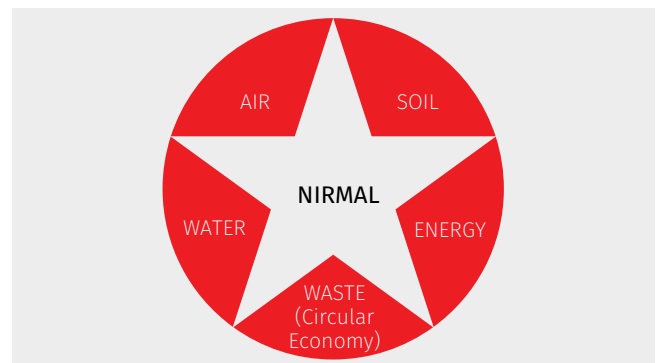 AIR
SOIL
NIRMAL
WATER
ENERGY
WASTE
(Circular
Economy)